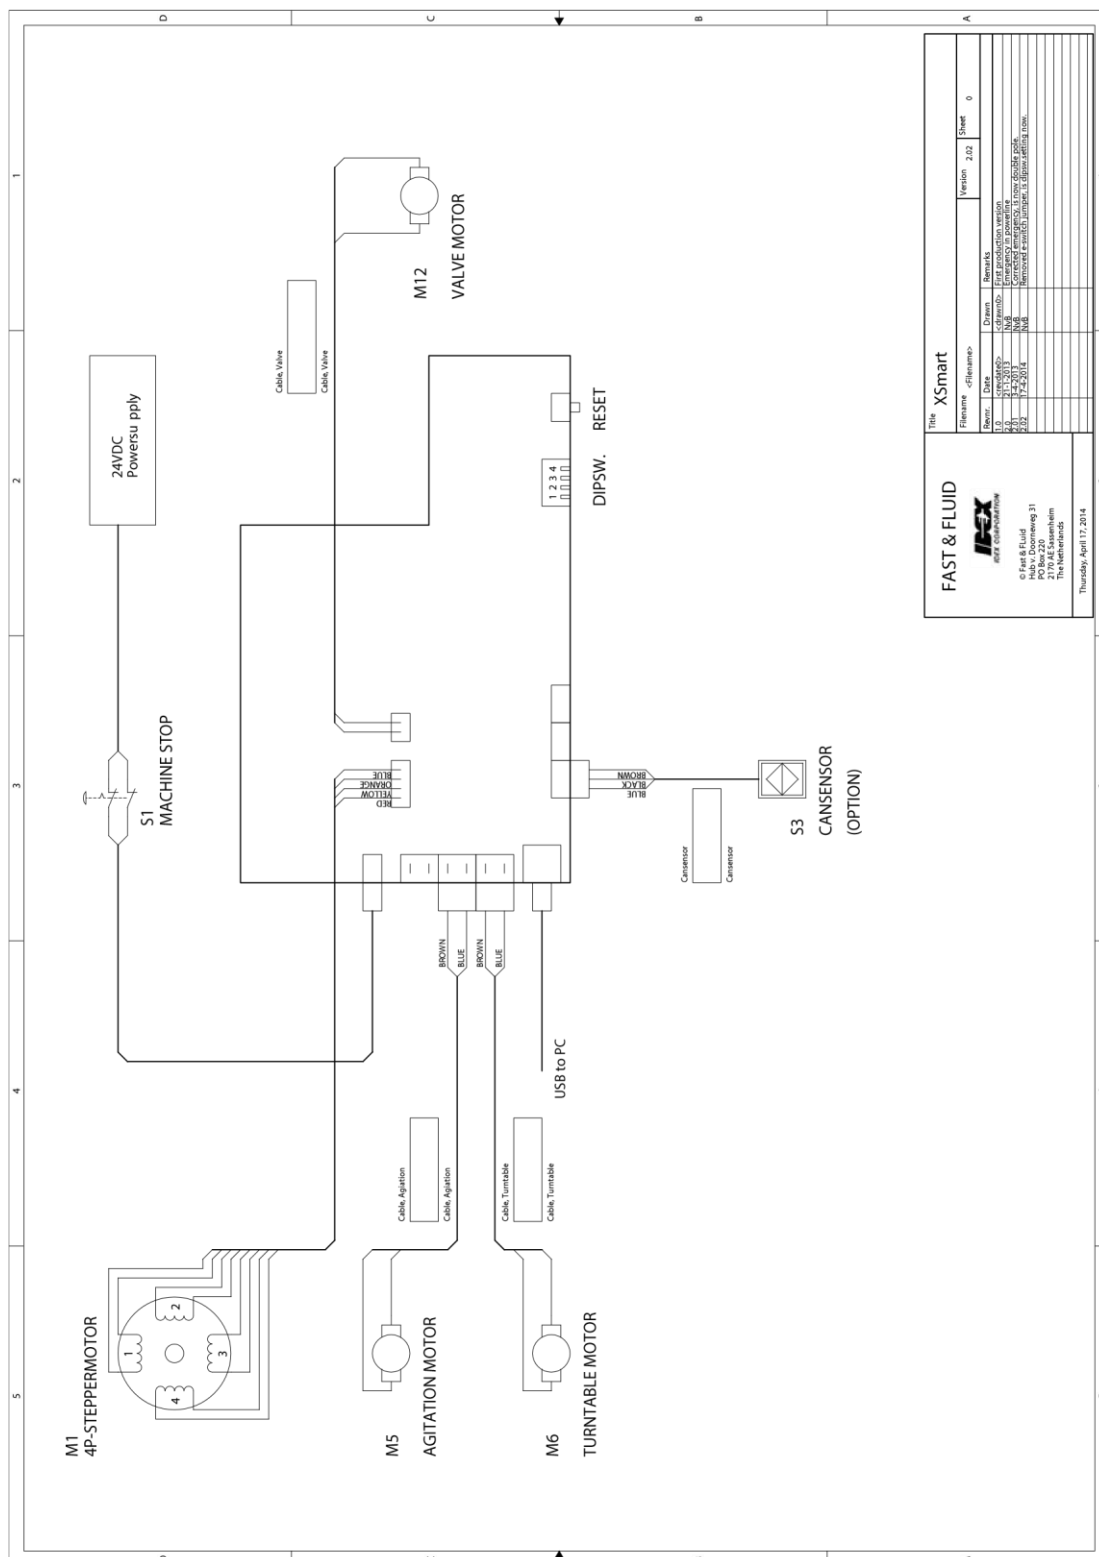 D
C
B
A
1
2
3
4
5
24VDC
Powersu pply
S1
MACHINE STOP
M1
4P-STEPPERMOTOR
1
2
3
4
Cable, Valve
Cable, Valve
M12
VALVE MOTOR
DIPSW.
1 2 3 4
RESET
BLUE
ORANGE
YELLOW
RED
BROWN
BLUE
BROWN
BLUE
USB to PC
BROWN
BLACK
BLUE
Cansensor
Cansensor
S3
CANSENSOR
(OPTION)
Cable, Agiation
Cable, Agiation
M5
AGITATION MOTOR
Cable, Turntable
Cable, Turntable
M6
TURNTABLE MOTOR
FAST & FLUID
IDEX
IDEX CORPORATION
© Fast & FLuid
Hub v. Doorneweg 31
PO Box 220
2170 AE Sassenheim
The Netherlands
Thursday, April 17, 2014
Title XSmart
Filename <Filename> Version 2.02 Sheet 0
Revnr. Date Drawn Remarks
1.0 <revdate0> <drawn0> First production version
2.0 21-1-2013 NvB Emergency in powerline
2.01 3-4-2013 NvB Corrected emergency, is now double pole.
2.02 17-4-2014 NvB Removed e-switch jumper, is dipsw.setting now.